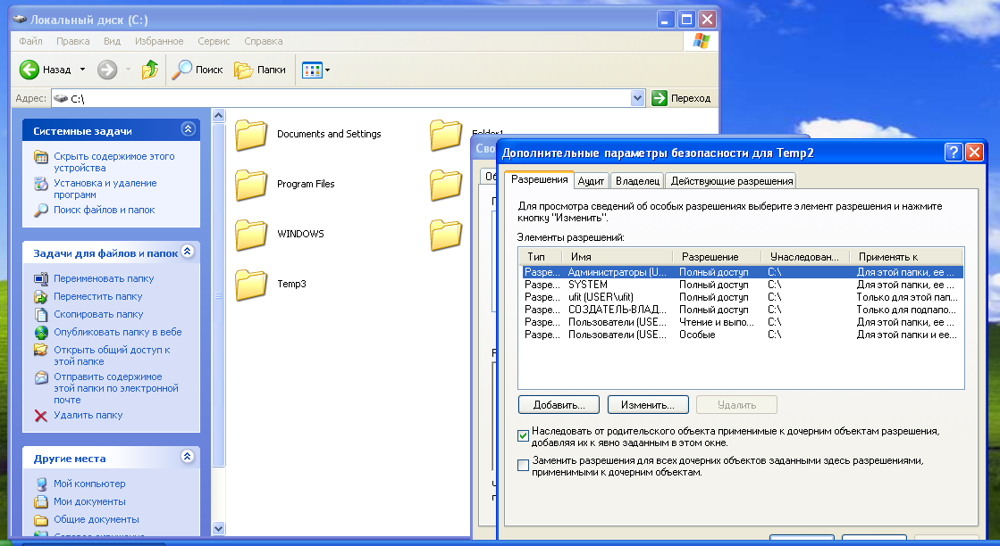 Локальный диск (C:)
Файл Правка Вид Избранное Сервис Справка
Назад Поиск Папки
Адрес: C:\ Переход
Системные задачи
Скрыть содержимое этого
устройства
Установка и удаление
программ
Поиск файлов и папок
Задачи для файлов и папок
Переименовать папку
Переместить папку
Скопировать папку
Опубликовать папку в вебе
Открыть общий доступ к
этой папке
Отправить содержимое
этой папки по электронной
почте
Удалить папку
Другие места
Мой компьютер
Мои документы
Общие документы
Documents and Settings
Program Files
WINDOWS
Temp3
Сво
Об
Дополнительные параметры безопасности для Temp2
Разрешения Аудит Владелец Действующие разрешения
Для просмотра сведений об особых разрешениях выберите элемент разрешения и нажмите
кнопку "Изменить".
Элементы разрешений:
Тип Имя Разрешение Унаследован... Применять к
Разре... Администраторы (U... Полный доступ C:\ Для этой папки, ее ...
Разре... SYSTEM Полный доступ C:\ Для этой папки, ее ...
Разре... ufit (USER\ufit) Полный доступ C:\ Только для этой пап...
Разре... СОЗДАТЕЛЬ-ВЛАД... Полный доступ C:\ Только для подпапо...
Разре... Пользователи (USE... Чтение и выпо... C:\ Для этой папки, ее ...
Разре... Пользователи (USE... Особые C:\ Для этой папки и ее...
Добавить... Изменить... Удалить
Наследовать от родительского объекта применимые к дочерним объектам разрешения,
добавляя их к явно заданным в этом окне.
Заменить разрешения для всех дочерних объектов заданными здесь разрешениями,
применимыми к дочерним объектам.